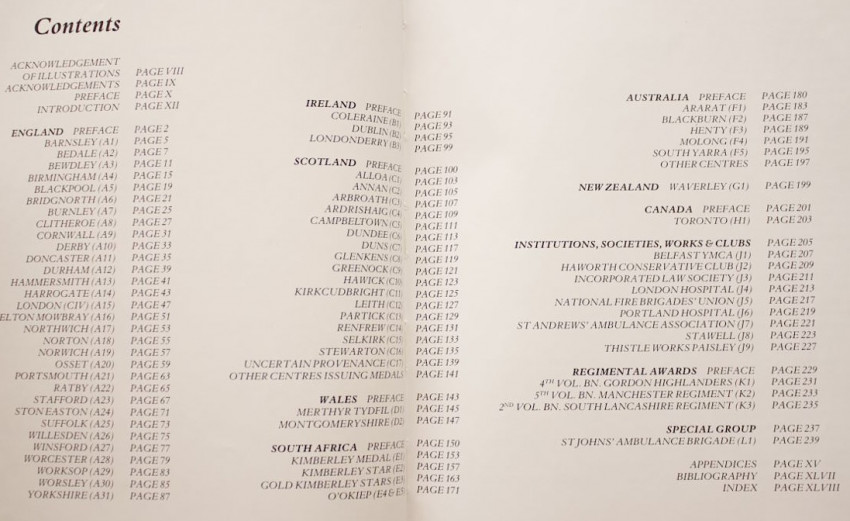 Contents
ACKNOWLEDGEMENT
OF ILLUSTRATIONS PAGE VIII
ACKNOWLEDGEMENTS PAGE IX
PREFACE PAGE X
INTRODUCTION PAGE XII
ENGLAND PREFACE PAGE 2
BARNSLEY (A1) PAGE 5
BEDALE (A2) PAGE 7
BEWDLEY (A3) PAGE 11
BIRMINGHAM (A4) PAGE 15
BLACKPOOL (A5) PAGE 19
BRIDGNORTH (A6) PAGE 21
BURNLEY (A7) PAGE 25
CLITHEROE (A8) PAGE 27
CORNWALL (A9) PAGE 31
DERBY (A10) PAGE 33
DONCASTER (A11) PAGE 35
DURHAM (A12) PAGE 39
HAMMERSMITH (A13) PAGE 41
HARROGATE (A14) PAGE 43
LONDON (CIV) (A15) PAGE 47
ELTON MOWBRAY (A16) PAGE 51
NORTHWICH (A17) PAGE 53
NORTON (A18) PAGE 55
NORWICH (A19) PAGE 57
OSSET (A20) PAGE 59
PORTSMOUTH (A21) PAGE 63
RATBY (A22) PAGE 65
STAFFORD (A23) PAGE 67
STON EASTON (A24) PAGE 71
SUFFOLK (A25) PAGE 73
WILLESDEN (A26) PAGE 75
WINSFORD (A27) PAGE 77
WORCESTER (A28) PAGE 79
WORKSOP (A29) PAGE 83
WORSLEY (A30) PAGE 85
YORKSHIRE (A31) PAGE 87
IRELAND PREFACE PAGE 91
COLERAINE (B1) PAGE 93
DUBLIN (B2) PAGE 95
LONDONDERRY (B3) PAGE 99
SCOTLAND PREFACE PAGE 100
ALLOA (C1) PAGE 103
ANNAN (C2) PAGE 105
ARBROATH (C3) PAGE 107
ARDRISHAIG (C4) PAGE 109
CAMPBELTOWN (C5) PAGE 111
DUNDEE (C6) PAGE 113
DUNS (C7) PAGE 117
GLENKENS (C8) PAGE 119
GREENOCK (C9) PAGE 121
HAWICK (C10) PAGE 123
KIRKCUDBRIGHT (C11) PAGE 125
LEITH (C12) PAGE 127
PARTICK (C13) PAGE 129
RENFREW (C14) PAGE 131
SELKIRK (C15) PAGE 133
STEWARTON (C16) PAGE 135
UNCERTAIN PROVENANCE (C17) PAGE 139
OTHER CENTRES ISSUING MEDALS PAGE 141
WALES PREFACE PAGE 143
MERTHYR TYDFIL (D1) PAGE 145
MONTGOMERYSHIRE (D2) PAGE 147
SOUTH AFRICA PREFACE PAGE 150
KIMBERLEY MEDAL (E1) PAGE 153
KIMBERLEY STAR (E2) PAGE 157
GOLD KIMBERLEY STARS (E3) PAGE 163
O'OKIEP (E4 & E5) PAGE 171
AUSTRALIA PREFACE PAGE 180
ARARAT (F1) PAGE 183
BLACKBURN (F2) PAGE 187
HENTY (F3) PAGE 189
MOLONG (F4) PAGE 191
SOUTH YARRA (F5) PAGE 195
OTHER CENTRES PAGE 197
NEW ZEALAND WAVERLEY (G1) PAGE 199
CANADA PREFACE PAGE 201
TORONTO (H1) PAGE 203
INSTITUTIONS, SOCIETIES, WORKS & CLUBS PAGE 205
BELFAST YMCA (J1) PAGE 207
HAWORTH CONSERVATIVE CLUB (J2) PAGE 209
INCORPORATED LAW SOCIETY (J3) PAGE 211
LONDON HOSPITAL (J4) PAGE 213
NATIONAL FIRE BRIGADES' UNION (J5) PAGE 217
PORTLAND HOSPITAL (J6) PAGE 219
ST ANDREWS' AMBULANCE ASSOCIATION (J7) PAGE 221
STAWELL (J8) PAGE 223
THISTLE WORKS PAISLEY (J9) PAGE 227
REGIMENTAL AWARDS PREFACE PAGE 229
4TH VOL. BN. GORDON HIGHLANDERS (K1) PAGE 231
5TH VOL. BN. MANCHESTER REGIMENT (K2) PAGE 233
2ND VOL. BN. SOUTH LANCASHIRE REGIMENT (K3) PAGE 235
SPECIAL GROUP PAGE 237
ST JOHNS' AMBULANCE BRIGADE (L1) PAGE 239
APPENDICES PAGE XV
BIBLIOGRAPHY PAGE XLVII
INDEX PAGE XLVIII